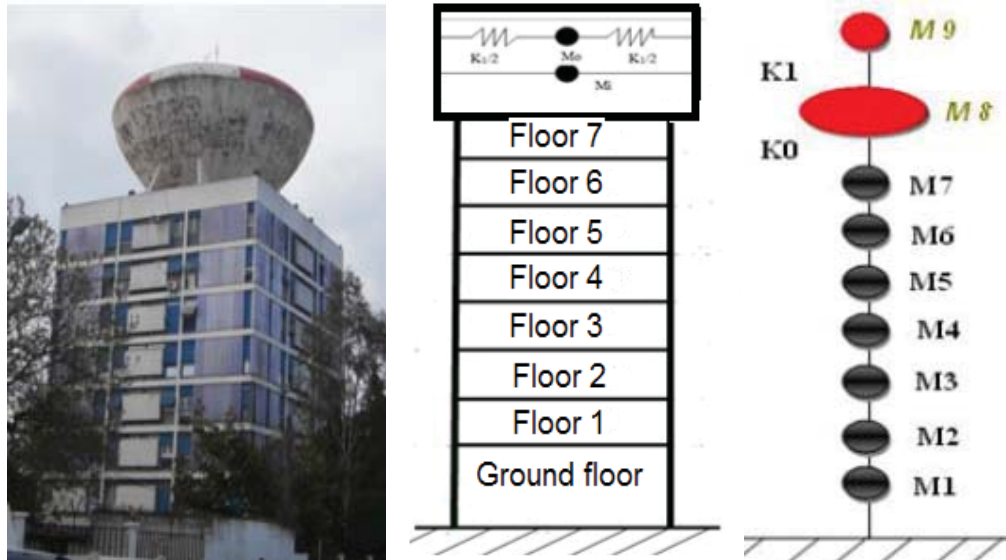 K₁/2
Mo
K₁/2
Mi
Floor 7
Floor 6
Floor 5
Floor 4
Floor 3
Floor 2
Floor 1
Ground floor
M 9
K1
M 8
K0
M7
M6
M5
M4
M3
M2
M1